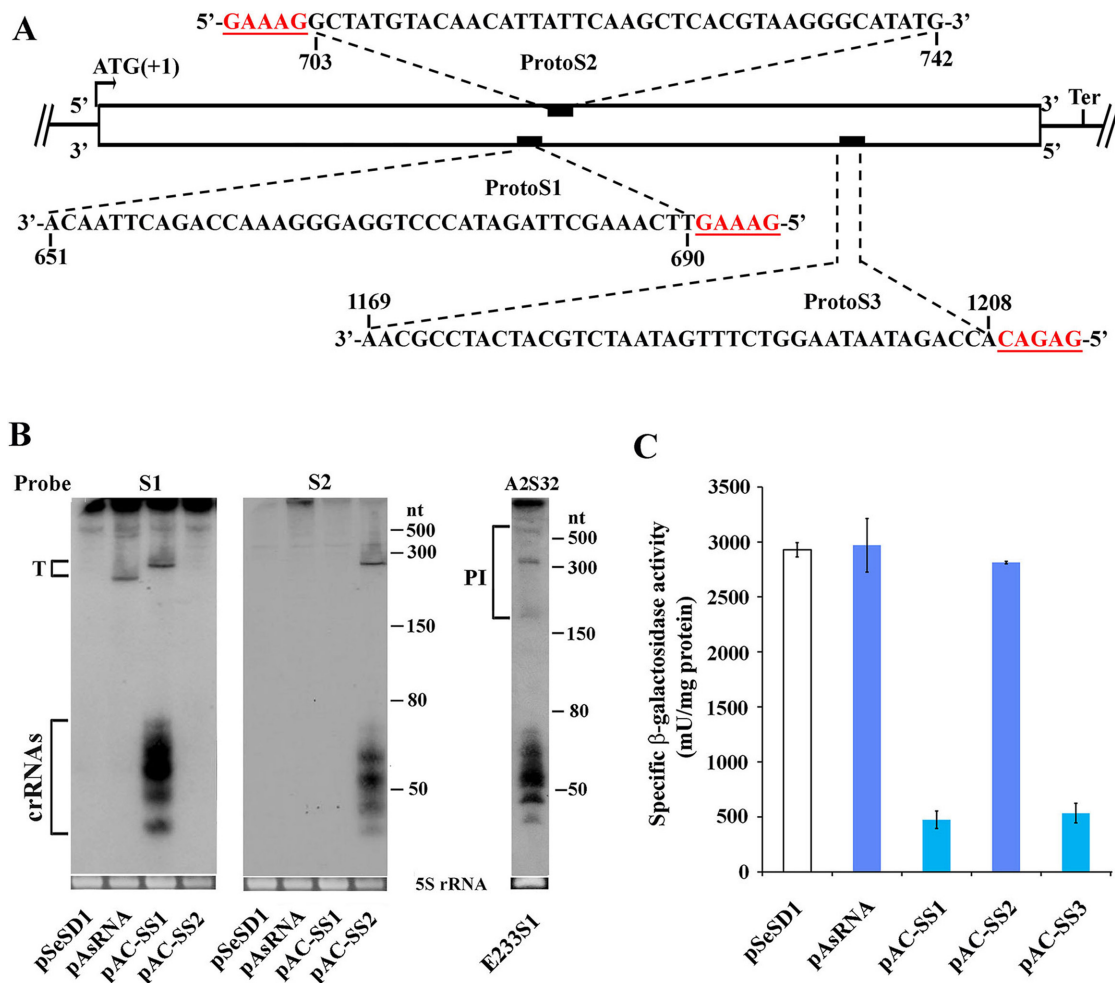 A
5’-GAAAGGCTATGTACAACATTATTCAAGCTCACGTAAGGGCATATG-3’
703
742
ProtoS2
ATG(+1)
5’
3’
Ter
3’
5’
ProtoS1
3’-ACAATTCAGACCAAAGGGAGGTCCCATAGATTCGAAACTTGAAAG-5’
651
690
1169
ProtoS3
1208
3’-AACGCCTACTACGTCTAATAGTTTCTGGAATAATAGACCACAGAG-5’
B
Probe S1 S2 A2S32
nt
500
300
150
80
50
T
crRNAs
PI
nt
500
300
150
80
50
5S rRNA
pSeSD1
pAsRNA
pAC-SS1
pAC-SS2
pSeSD1
pAsRNA
pAC-SS1
pAC-SS2
E233S1
C
Specific β-galactosidase activity
(mU/mg protein)
3500
3000
2500
2000
1500
1000
500
0
pSeSD1
pAsRNA
pAC-SS1
pAC-SS2
pAC-SS3